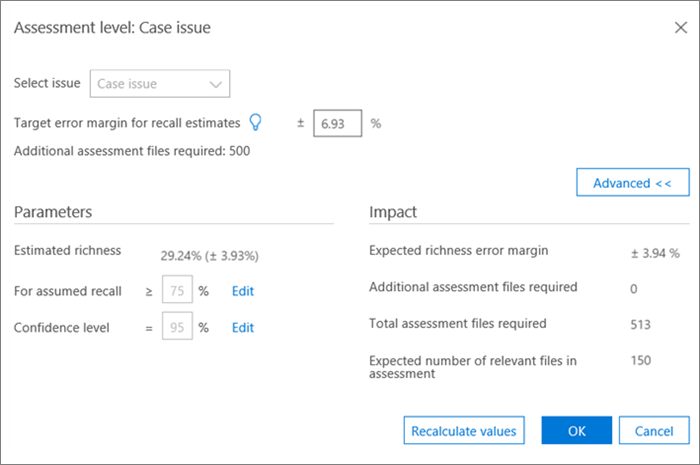 Assessment level: Case issue
Select issue Case issue
Target error margin for recall estimates ± 6.93 %
Additional assessment files required: 500
Advanced <<
Parameters
Estimated richness 29.24% (± 3.93%)
For assumed recall ≥ 75 % Edit
Confidence level = 95 % Edit
Impact
Expected richness error margin ± 3.94 %
Additional assessment files required 0
Total assessment files required 513
Expected number of relevant files in 150
assessment
Recalculate values OK Cancel